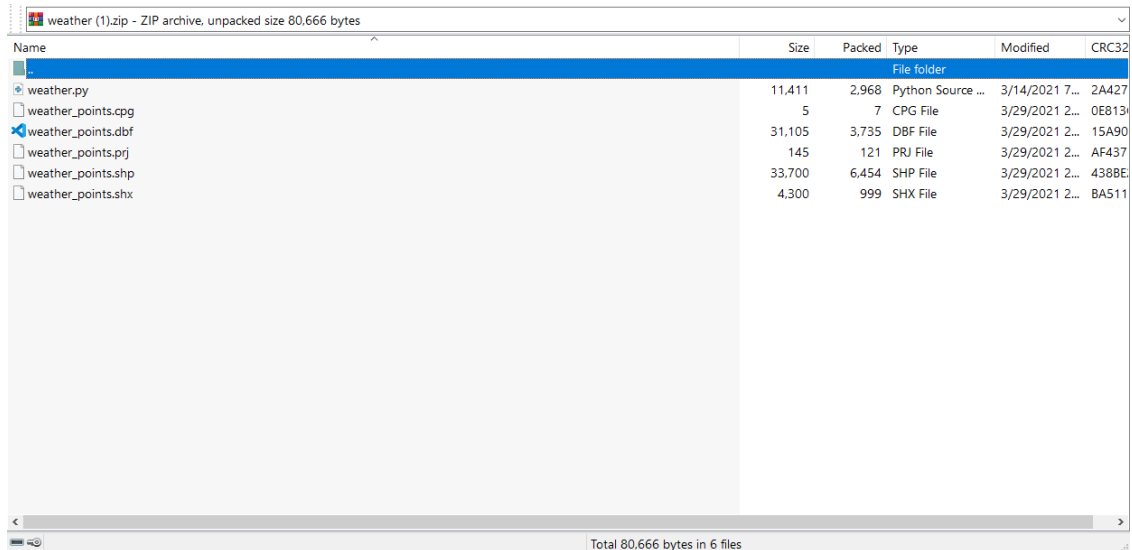 weather (1).zip - ZIP archive, unpacked size 80,666 bytes
Name Size Packed Type Modified CRC32
.. File folder
weather.py 11,411 2,968 Python Source ... 3/14/2021 7... 2A427
weather_points.cpg 5 7 CPG File 3/29/2021 2... 0E813
weather_points.dbf 31,105 3,735 DBF File 3/29/2021 2... 15A90
weather_points.prj 145 121 PRJ File 3/29/2021 2... AF437
weather_points.shp 33,700 6,454 SHP File 3/29/2021 2... 438BE
weather_points.shx 4,300 999 SHX File 3/29/2021 2... BA511
Total 80,666 bytes in 6 files